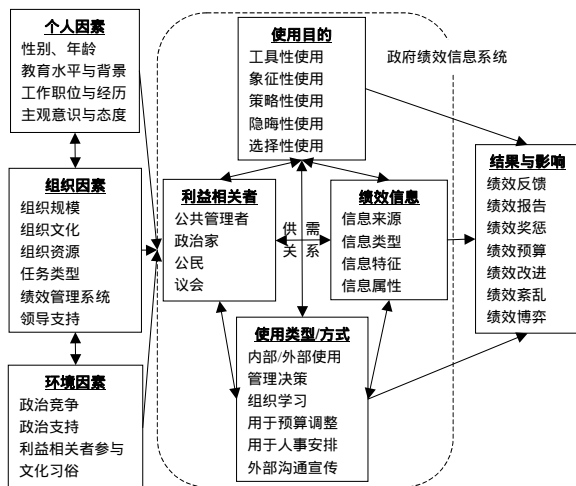 个人因素
性别、年龄
教育水平与背景
工作职位与经历
主观意识与态度
组织因素
组织规模
组织文化
组织资源
任务类型
绩效管理系统
领导支持
环境因素
政治竞争
政治支持
利益相关者参与
文化习俗
使用目的
工具性使用
象征性使用
策略性使用
隐晦性使用
选择性使用
政府绩效信息系统
利益相关者
公共管理者
政治家
公民
议会
供 需
关 系
绩效信息
信息来源
信息类型
信息特征
信息属性
使用类型/方式
内部/外部使用
管理决策
组织学习
用于预算调整
用于人事安排
外部沟通宣传
结果与影响
绩效反馈
绩效报告
绩效奖惩
绩效预算
绩效改进
绩效紊乱
绩效博弈